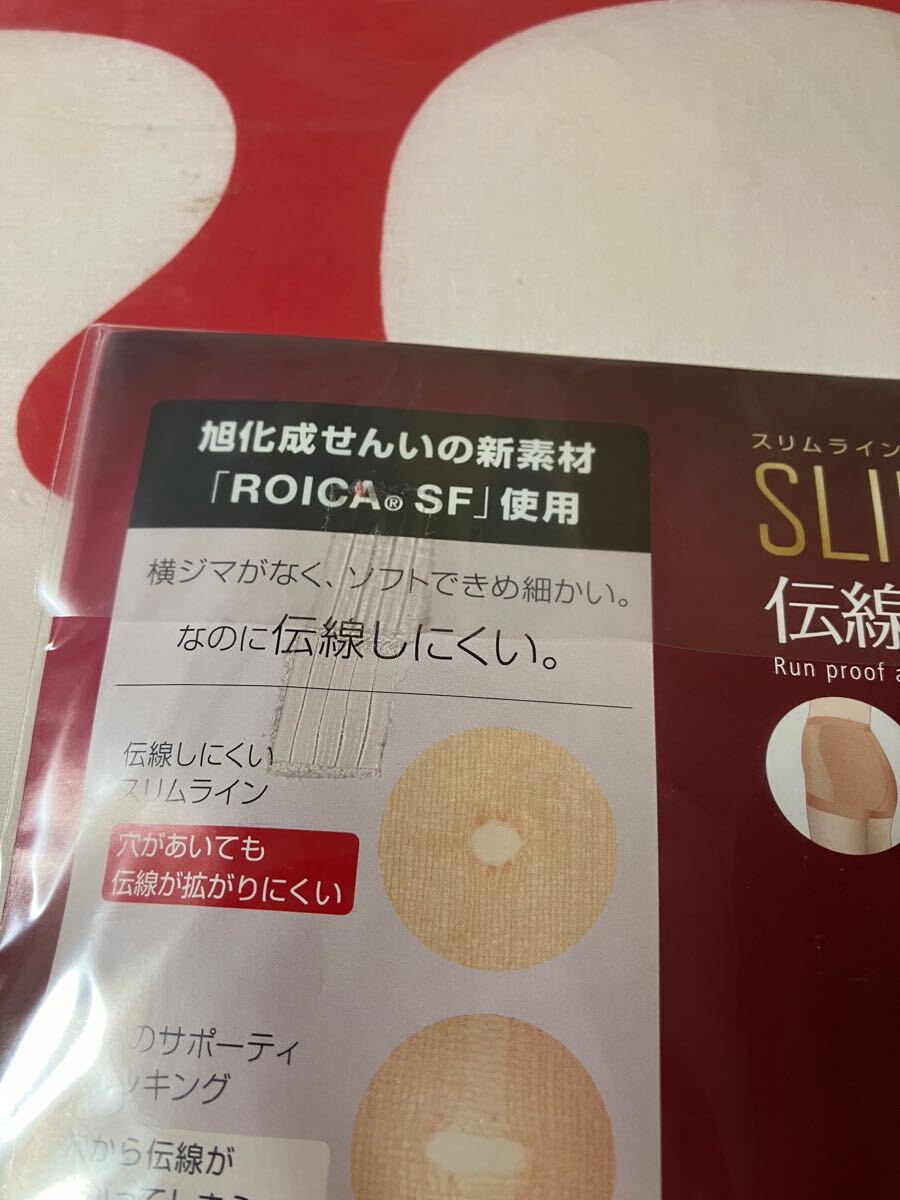 旭化成せんいの新素材
「ROICA® SF」使用
横ジマがなく、ソフトできめ細かい。
なのに伝線しにくい。
伝線しにくい
スリムライン
穴があいても
伝線が拡がりにくい
のサポーティ
ッキング
穴から伝線が
スリムライン
SLI
伝線
Run proof a